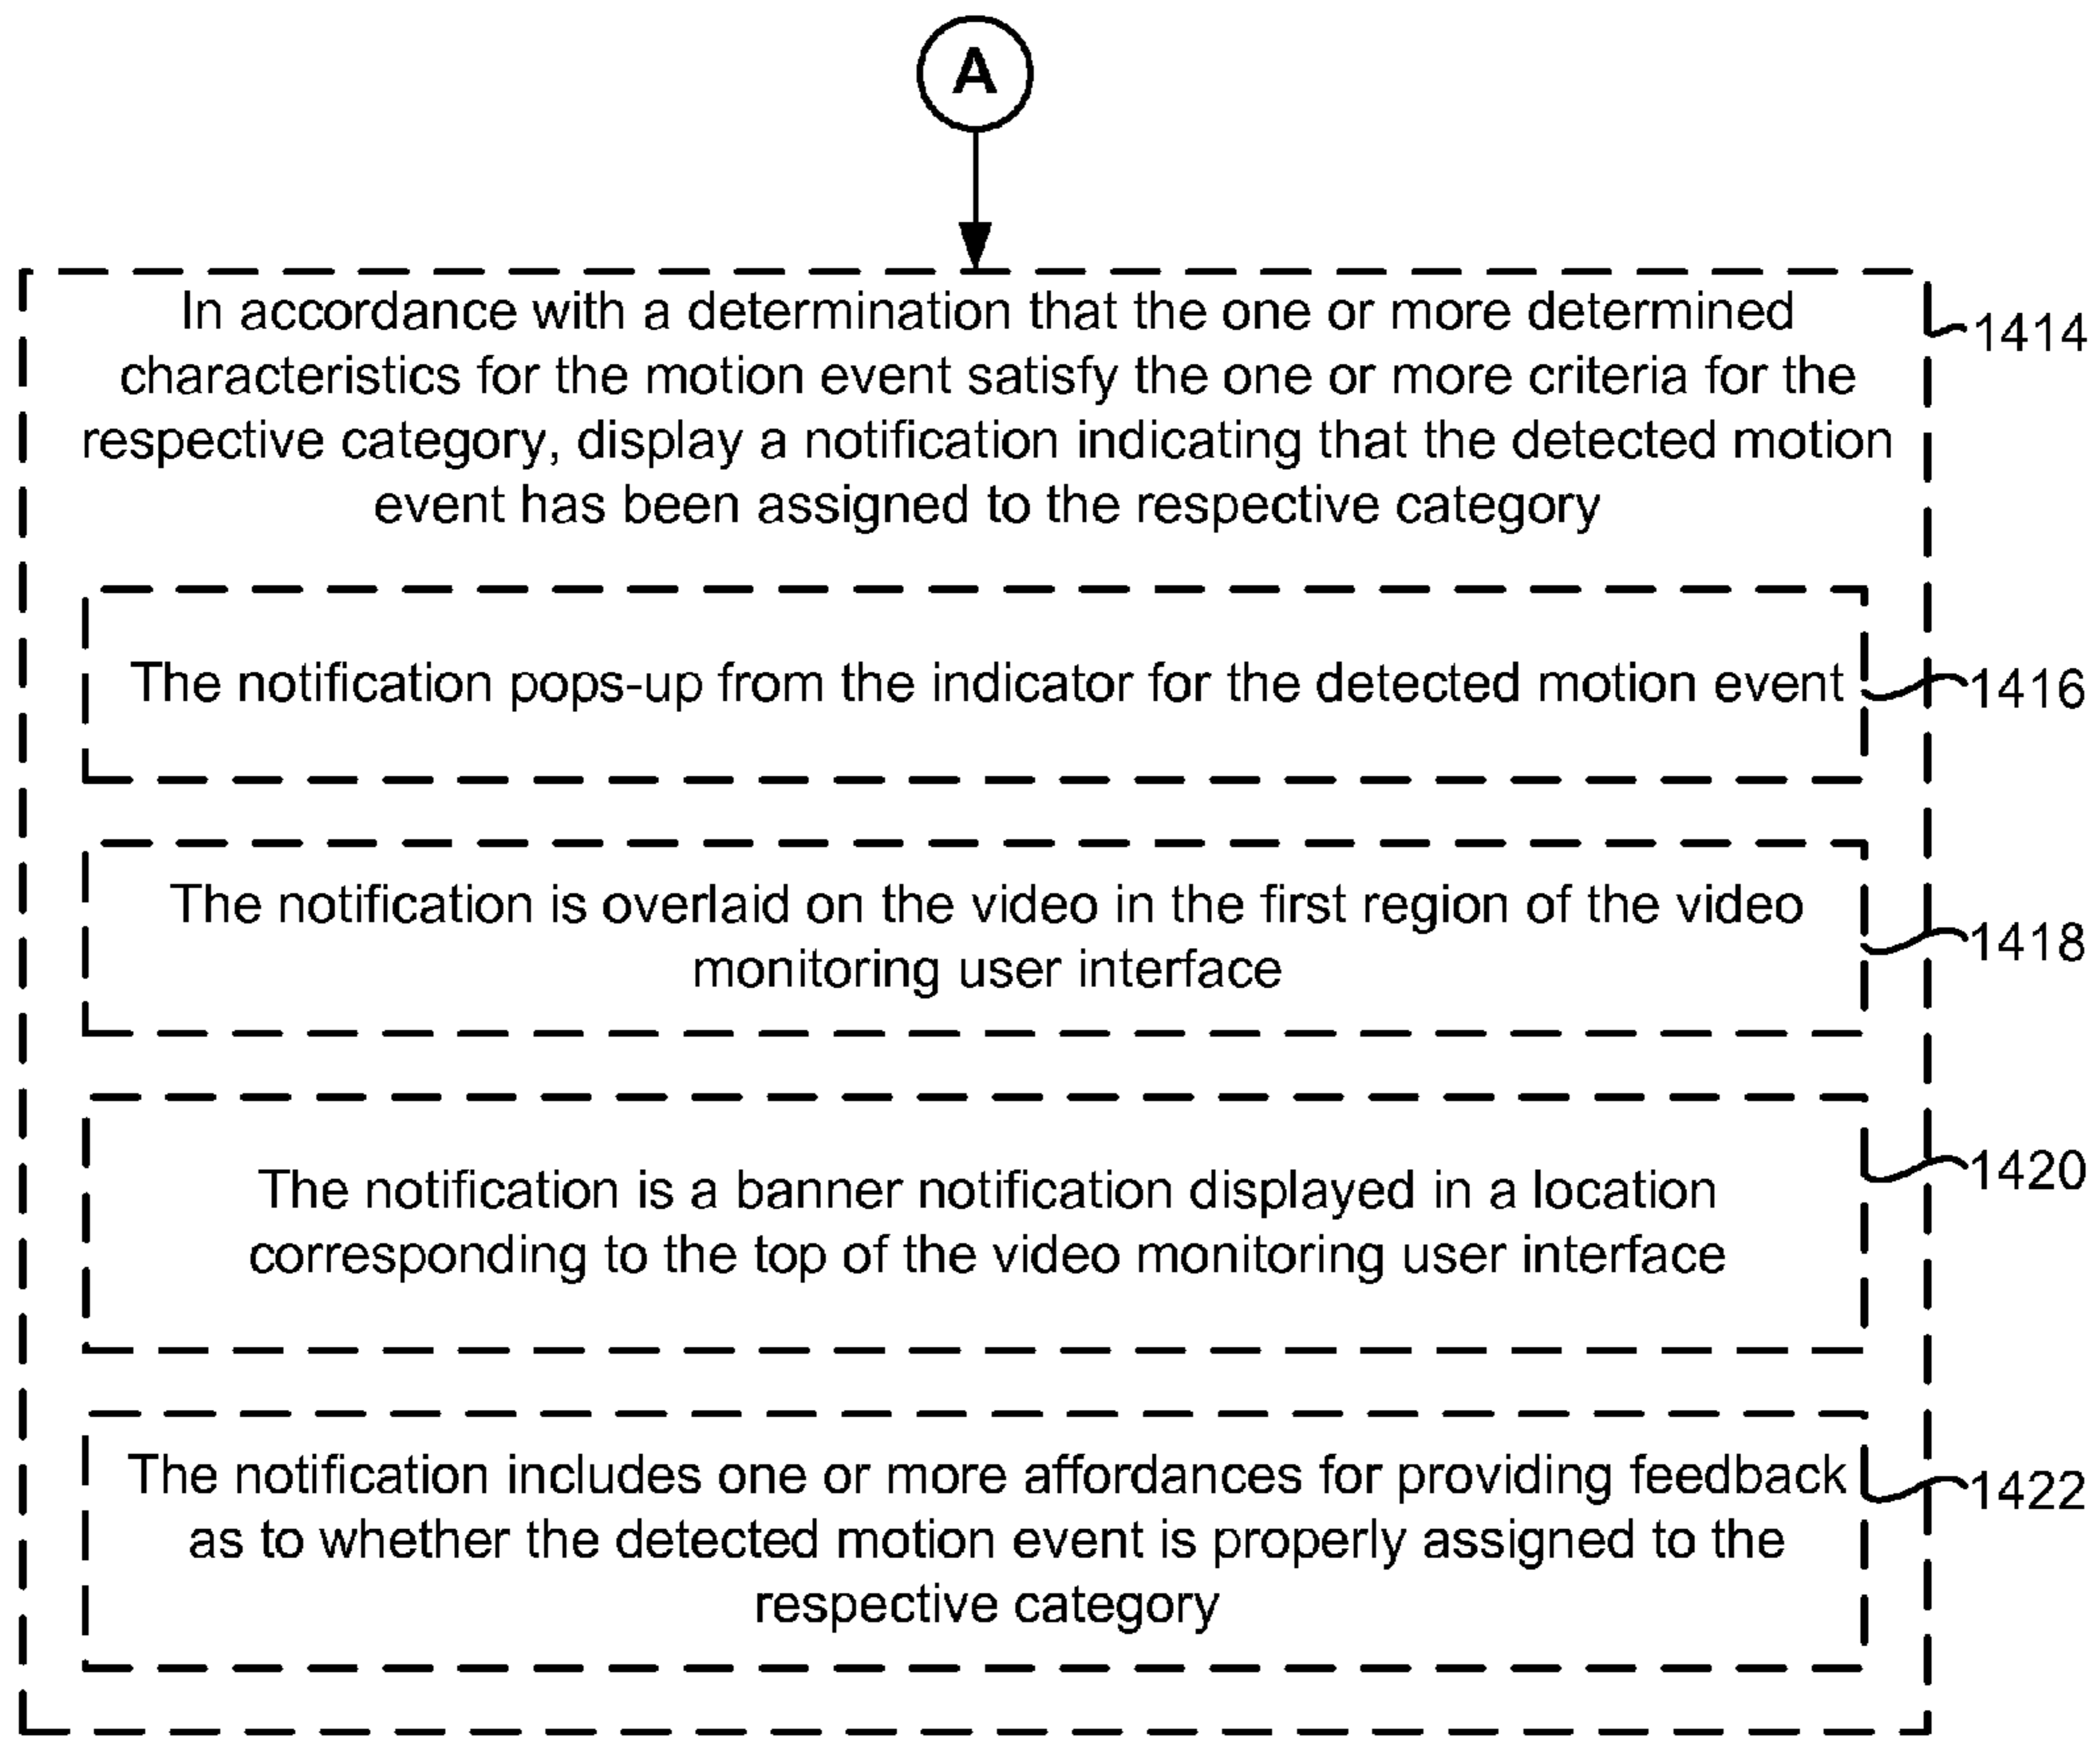 A
In accordance with a determination that the one or more determined
characteristics for the motion event satisfy the one or more criteria for the
respective category, display a notification indicating that the detected motion
event has been assigned to the respective category
1414
The notification pops-up from the indicator for the detected motion event
1416
The notification is overlaid on the video in the first region of the video
monitoring user interface
1418
The notification is a banner notification displayed in a location
corresponding to the top of the video monitoring user interface
1420
The notification includes one or more affordances for providing feedback
as to whether the detected motion event is properly assigned to the
respective category
1422